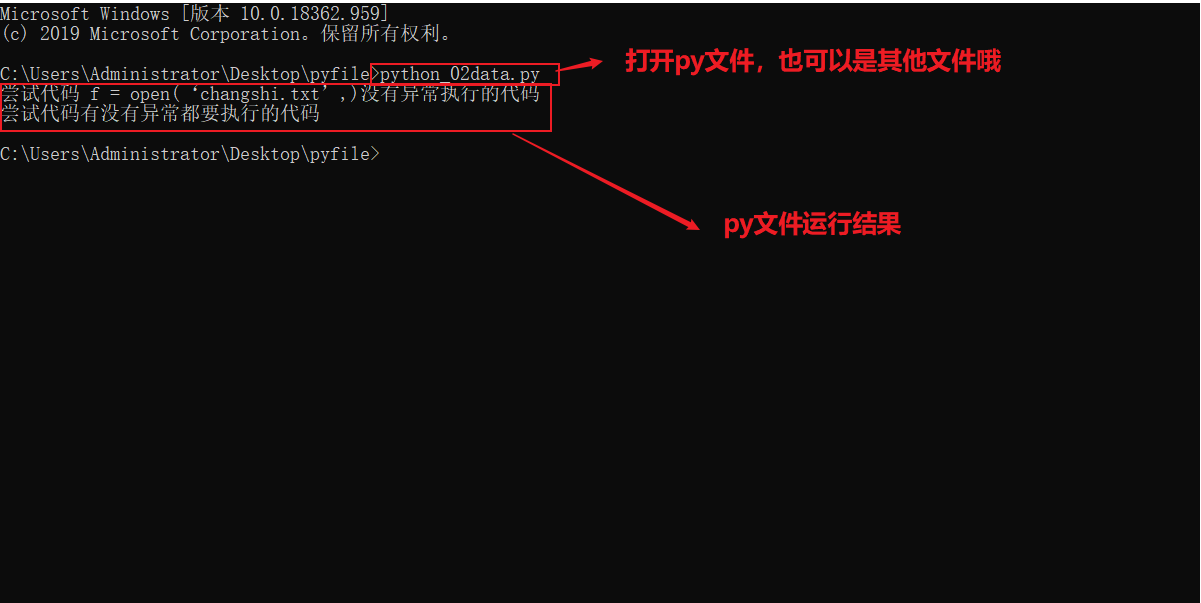 Microsoft Windows [版本 10.0.18362.959]
(c) 2019 Microsoft Corporation。保留所有权利。
C:\Users\Administrator\Desktop\pyfile>python_02data.py
打开py文件，也可以是其他文件哦
尝试代码 f = open(‘changshi.txt’,)没有异常执行的代码
尝试代码有没有异常都要执行的代码
C:\Users\Administrator\Desktop\pyfile>
py文件运行结果